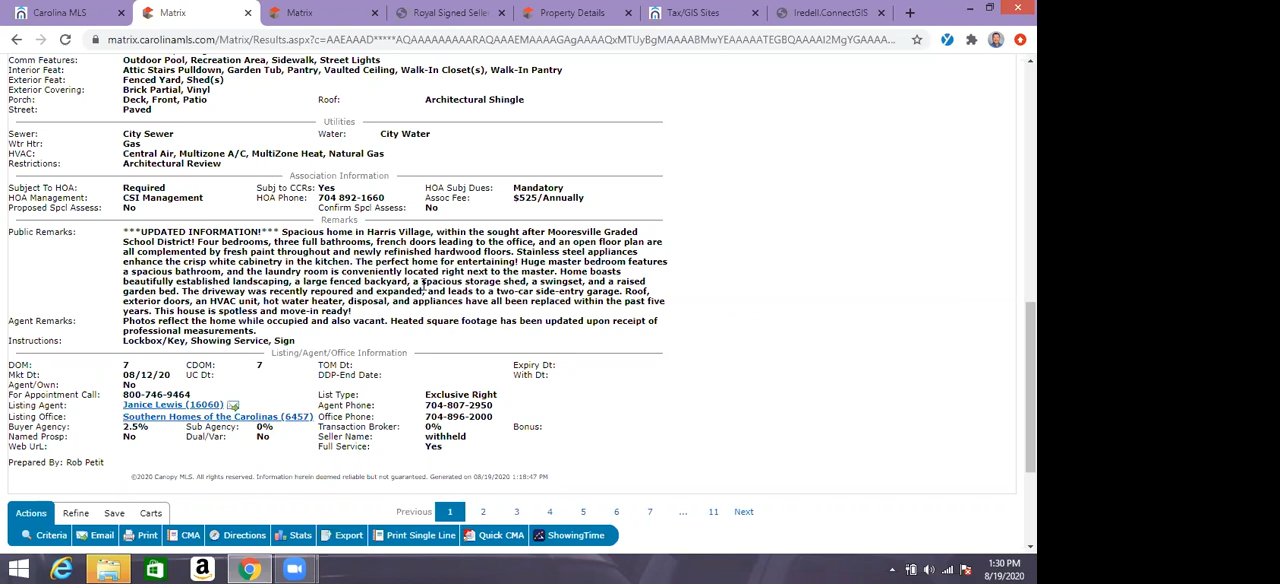 Carolina MLS
Matrix
Matrix
Royal Signed Selle
Property Details
Tax/GIS Sites
Iredell.ConnectGIS
matrix.carolinamls.com/Matrix/Results.aspx?c=AAEAAAD*****AQAAAAAAAAARAQAAAEMAAAAGAgAAAAQxMTUyBgMAAAABMwYEAAAAATEGBQAAAAI2MgYGAAAA...
Comm Features: Outdoor Pool, Recreation Area, Sidewalk, Street Lights
Interior Feat: Attic Stairs Pulldown, Garden Tub, Pantry, Vaulted Ceiling, Walk-In Closet(s), Walk-In Pantry
Exterior Feat: Fenced Yard, Shed(s)
Exterior Covering: Brick Partial, Vinyl
Porch: Deck, Front, Patio Roof: Architectural Shingle
Street: Paved
Utilities
Sewer: City Sewer Water: City Water
Wtr Htr: Gas
HVAC: Central Air, Multizone A/C, MultiZone Heat, Natural Gas
Restrictions: Architectural Review
Association Information
Subject To HOA: Required Subj to CCRs: Yes HOA Subj Dues: Mandatory
HOA Management: CSI Management HOA Phone: 704 892-1660 Assoc Fee: $525/Annually
Proposed Spcl Assess: No Confirm Spcl Assess: No
Remarks
Public Remarks: ***UPDATED INFORMATION!*** Spacious home in Harris Village, within the sought after Mooresville Graded
School District! Four bedrooms, three full bathrooms, french doors leading to the office, and an open floor plan are
all complemented by fresh paint throughout and newly refinished hardwood floors. Stainless steel appliances
enhance the crisp white cabinetry in the kitchen. The perfect home for entertaining! Huge master bedroom features
a spacious bathroom, and the laundry room is conveniently located right next to the master. Home boasts
beautifully established landscaping, a large fenced backyard, a spacious storage shed, a swingset, and a raised
garden bed. The driveway was recently repoured and expanded, and leads to a two-car side-entry garage. Roof,
exterior doors, an HVAC unit, hot water heater, disposal, and appliances have all been replaced within the past five
years. This house is spotless and move-in ready!
Agent Remarks: Photos reflect the home while occupied and also vacant. Heated square footage has been updated upon receipt of
professional measurements.
Instructions: Lockbox/Key, Showing Service, Sign
Listing/Agent/Office Information
DOM: 7 CDOM: 7 TOM Dt: Expiry Dt:
Mkt Dt: 08/12/20 UC Dt: DDP-End Date: With Dt:
Agent/Own: No
For Appointment Call: 800-746-9464 List Type: Exclusive Right
Listing Agent: Janice Lewis (16060) Agent Phone: 704-807-2950
Listing Office: Southern Homes of the Carolinas (6457) Office Phone: 704-896-2000
Buyer Agency: 2.5% Sub Agency: 0% Transaction Broker: 0% Bonus:
Named Prosp: No Dual/Var: No Seller Name: withheld
Web UrL: Full Service: Yes
Prepared By: Rob Petit
©2020 Canopy MLS. All rights reserved. Information herein deemed reliable but not guaranteed. Generated on 08/19/2020 1:18:47 PM
Actions Refine Save Carts Previous 1 2 3 4 5 6 7 ... 11 Next
Criteria Email Print CMA Directions Stats Export Print Single Line Quick CMA ShowingTime
1:30 PM
8/19/2020